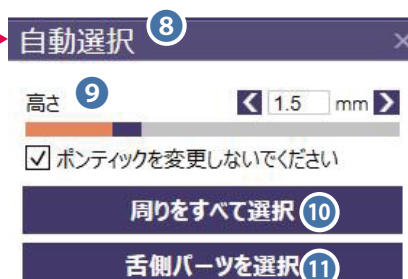 自動選択 8
×
高さ 9 1.5 mm
ポンティックを変更しないでください
周りをすべて選択 10
舌側パーツを選択 11